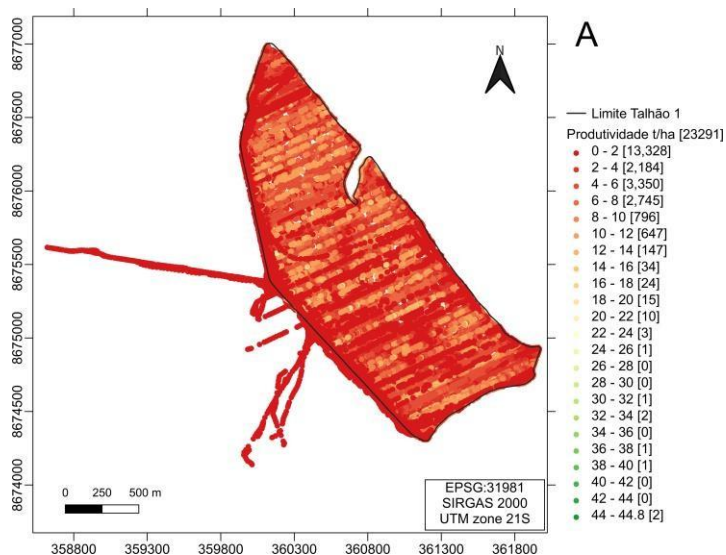 A
N
8677000
8676500
8676000
8675500
8675000
8674500
8674000
Limite Talhão 1
Produtividade t/ha [23291]
0 - 2 [13,328]
2 - 4 [2,184]
4 - 6 [3,350]
6 - 8 [2,745]
8 - 10 [796]
10 - 12 [647]
12 - 14 [147]
14 - 16 [34]
16 - 18 [24]
18 - 20 [15]
20 - 22 [10]
22 - 24 [3]
24 - 26 [1]
26 - 28 [0]
28 - 30 [0]
30 - 32 [1]
32 - 34 [2]
34 - 36 [0]
36 - 38 [1]
38 - 40 [1]
40 - 42 [0]
42 - 44 [0]
44 - 44.8 [2]
0 250 500 m
EPSG:31981
SIRGAS 2000
UTM zone 21S
358800 359300 359800 360300 360800 361300 361800